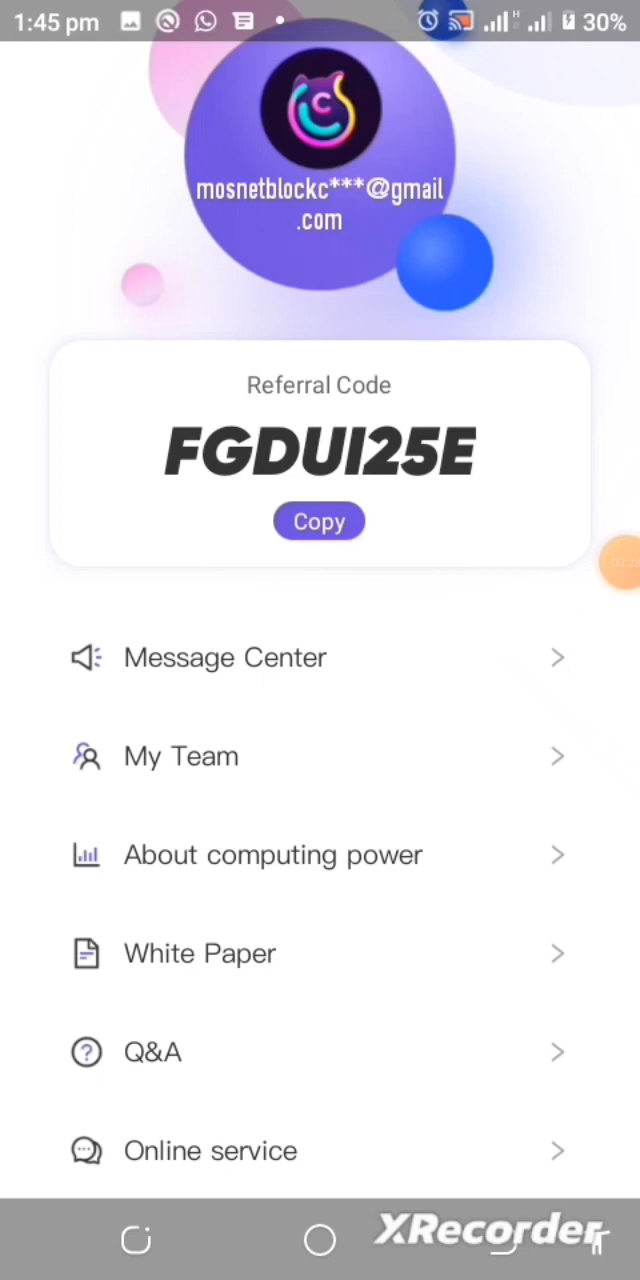 1:45 pm
H
30%
C
mosnetblockc***@gmail
.com
Referral Code
FGDUI25E
Copy
Message Center
My Team
About computing power
White Paper
Q&A
Online service
XRecorder